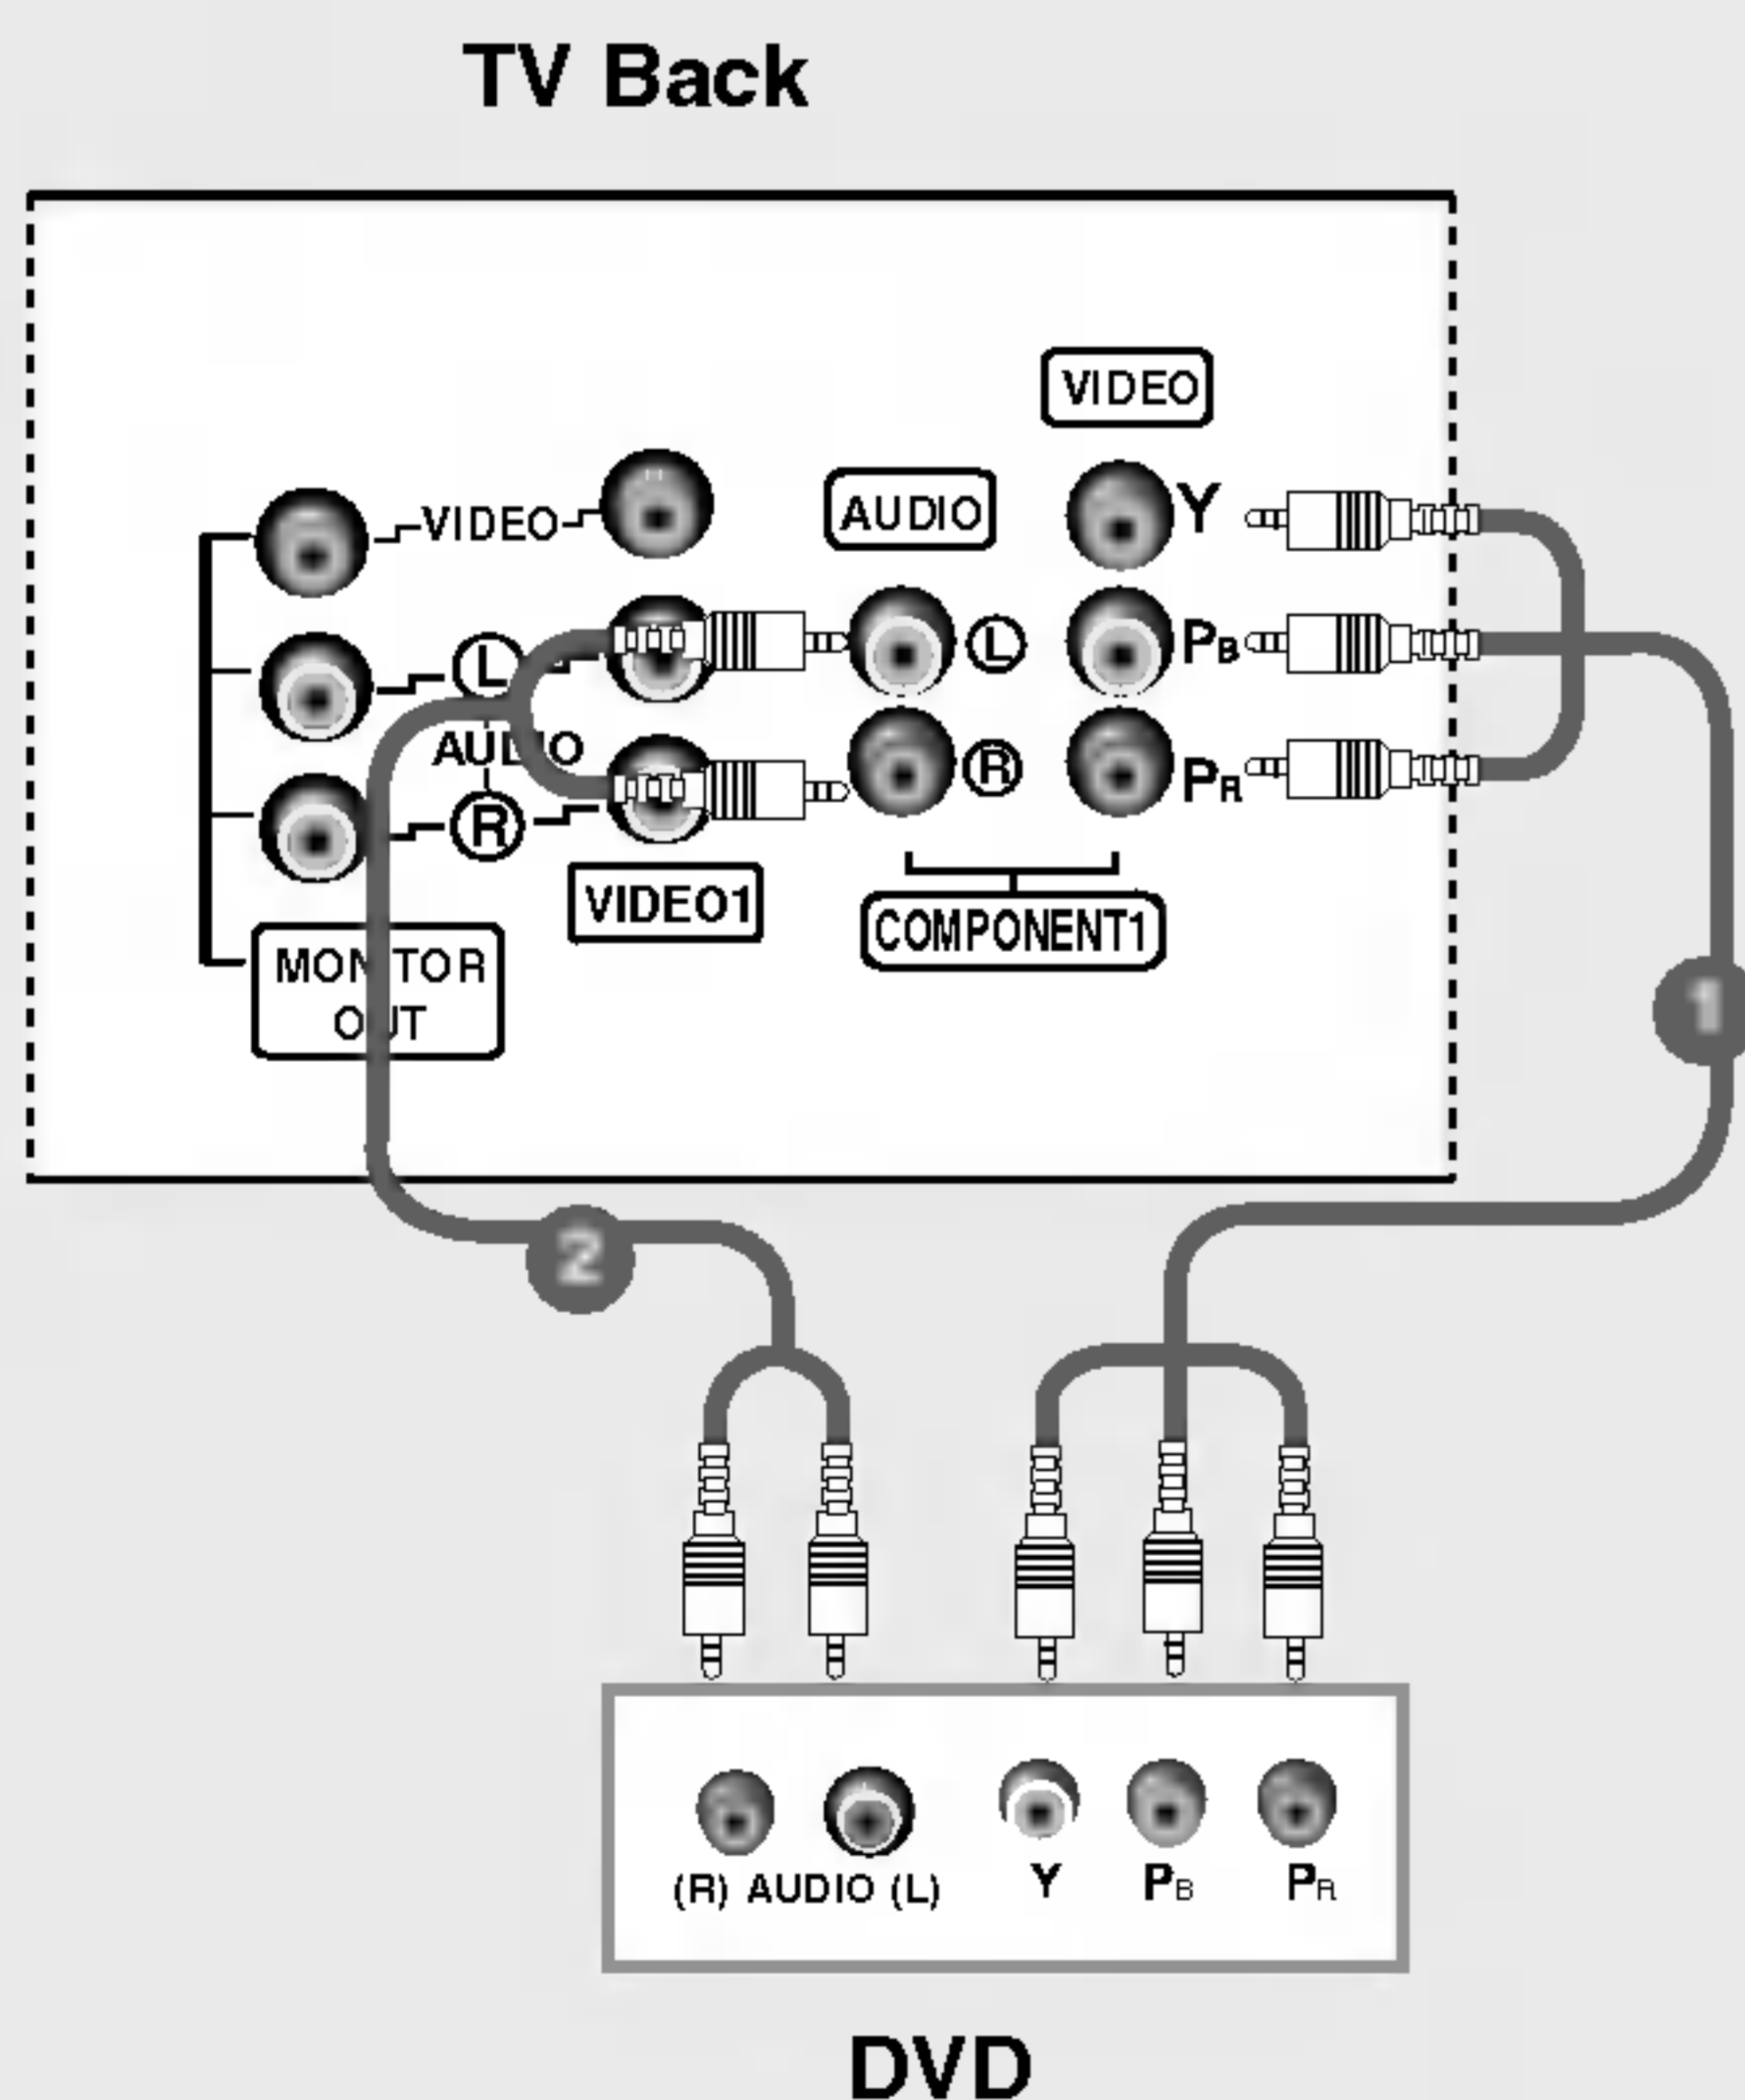 TV Back
VIDEO
VIDEO
AUDIO
Y
L
L
PB
AUDIO
R
R
PR
VIDEO1
COMPONENT1
MONITOR
OUT
1
2
(R) AUDIO (L)
Y
PB
PR
DVD